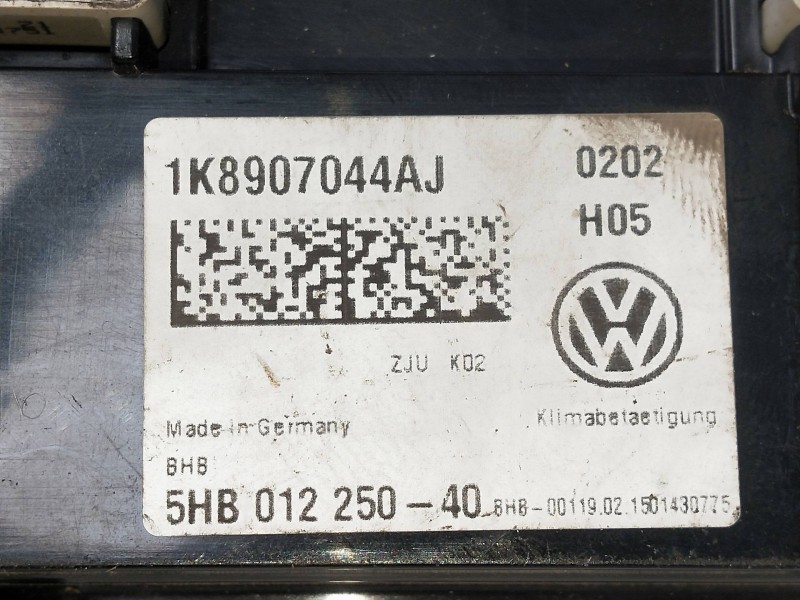 1K8907044AJ 0202
H05
ZJU K02
Klimabetaetigung
Made in Germany
BHB
5HB 012 250-40 BHB-00119.02.1501430775